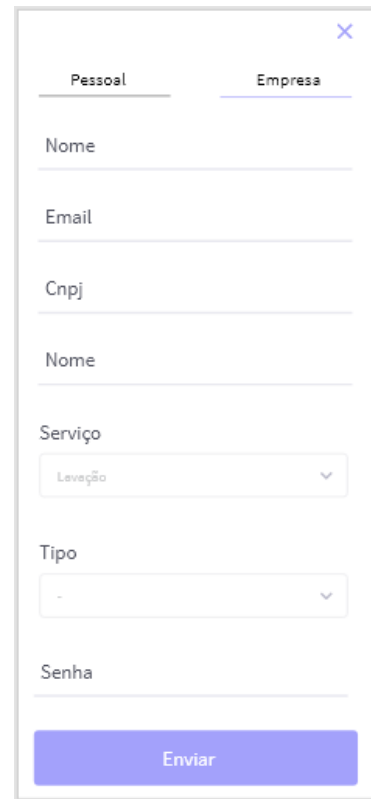 Pessoal Empresa
Nome
Email
Cnpj
Nome
Serviço
Lavação
Tipo
-
Senha
Enviar